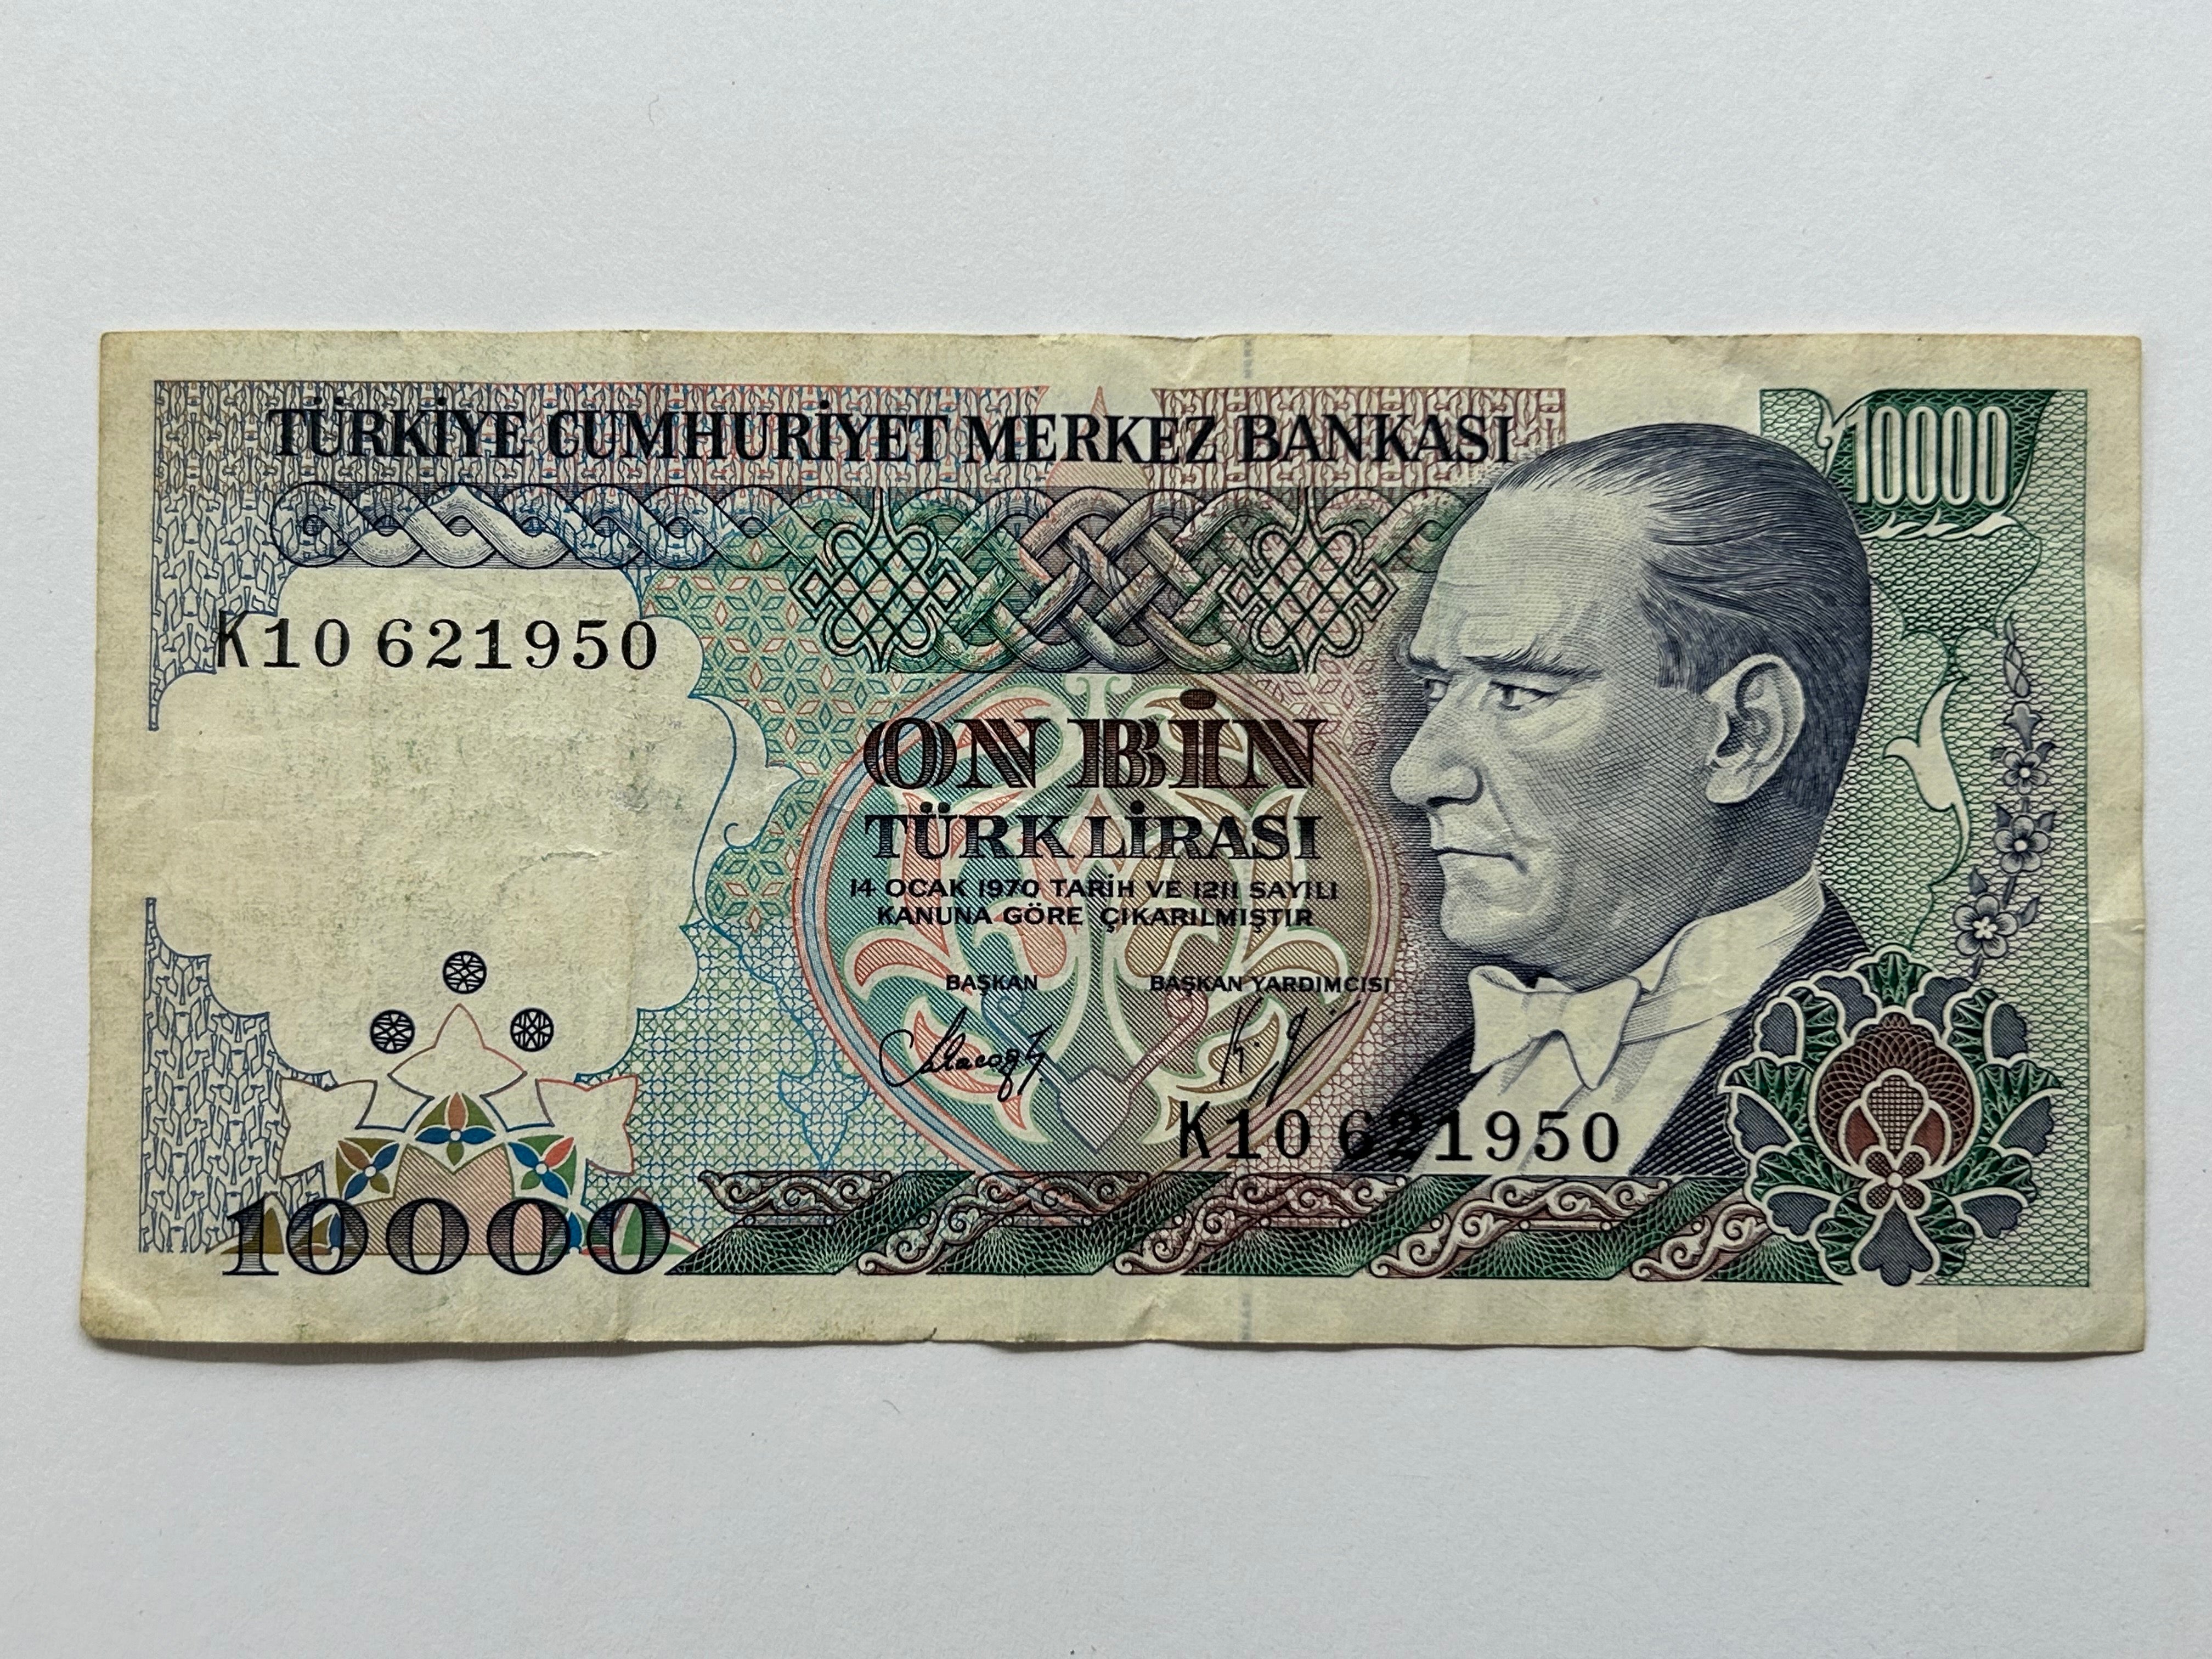 TÜRKİYE CUMHURİYET MERKEZ BANKASI
10000
K10 621950
ON BİN
TÜRK LİRASI
14 OCAK 1970 TARİH VE 1211 SAYILI
KANUNA GÖRE ÇIKARILMIŞTIR
BAŞKAN
BAŞKAN YARDIMCISI
K10 621950
10000